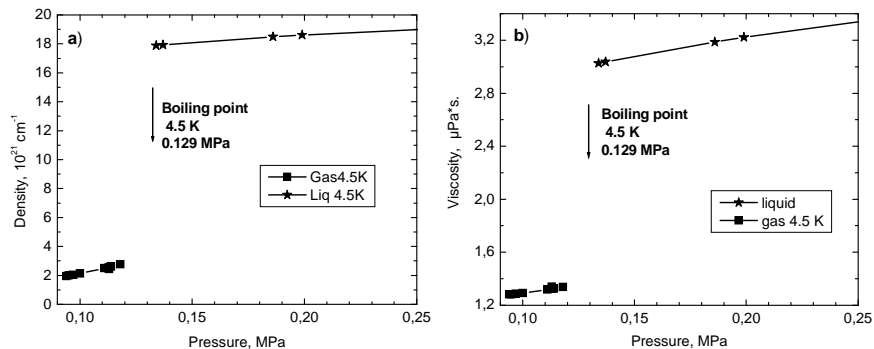 a)
20
18
16
14
12
10
8
6
4
2
0
Density, 10²¹ cm⁻¹
Boiling point
4.5 K
0.129 MPa
Gas4.5K
Liq 4.5K
0,10 0,15 0,20 0,25
Pressure, MPa
b)
3,2
2,8
2,4
2,0
1,6
1,2
Viscosity, µPa*s.
Boiling point
4.5 K
0.129 MPa
liquid
gas 4.5 K
0,10 0,15 0,20 0,25
Pressure, MPa